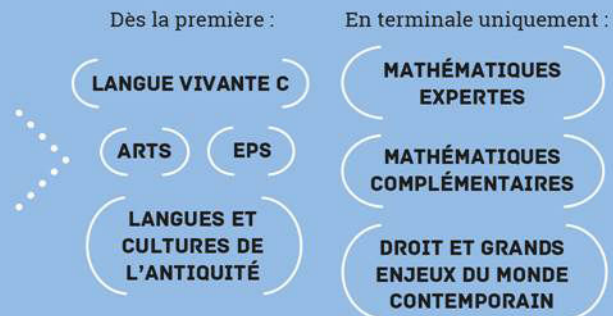 Dès la première :
LANGUE VIVANTE C
ARTS
EPS
LANGUES ET
CULTURES DE
L'ANTIQUITÉ
En terminale uniquement :
MATHÉMATIQUES
EXPERTES
MATHÉMATIQUES
COMPLÉMENTAIRES
DROIT ET GRANDS
ENJEUX DU MONDE
CONTEMPORAIN